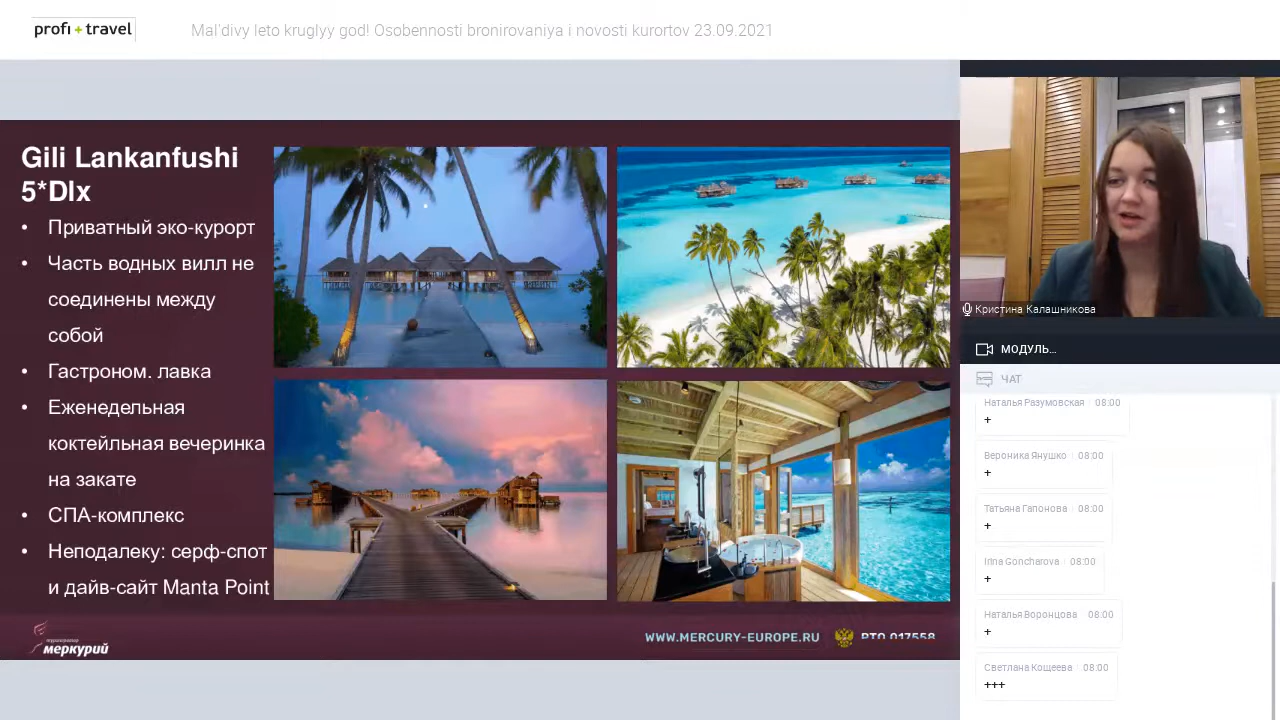 profi + travel
Mal'divy leto kruglyy god! Osobennosti bronirovaniya i novosti kurortov 23.09.2021
Gili Lankanfushi
5*Dlx
• Приватный эко-курорт
• Часть водных вилл не
соединены между
собой
• Гастроном. лавка
• Еженедельная
коктейльная вечеринка
на закате
• СПА-комплекс
• Неподалеку: серф-спот
и дайв-сайт Manta Point
туроператор
меркурий
WWW.MERCURY-EUROPE.RU
РТО 017558
Кристина Калашникова
МОДУЛЬ...
ЧАТ
Наталья Разумовская 08:00
+
Вероника Янушко 08:00
+
Татьяна Гапонова 08:00
+
Irina Goncharova 08:00
+
Наталья Воронцова 08:00
+
Светлана Кощеева 08:00
+++